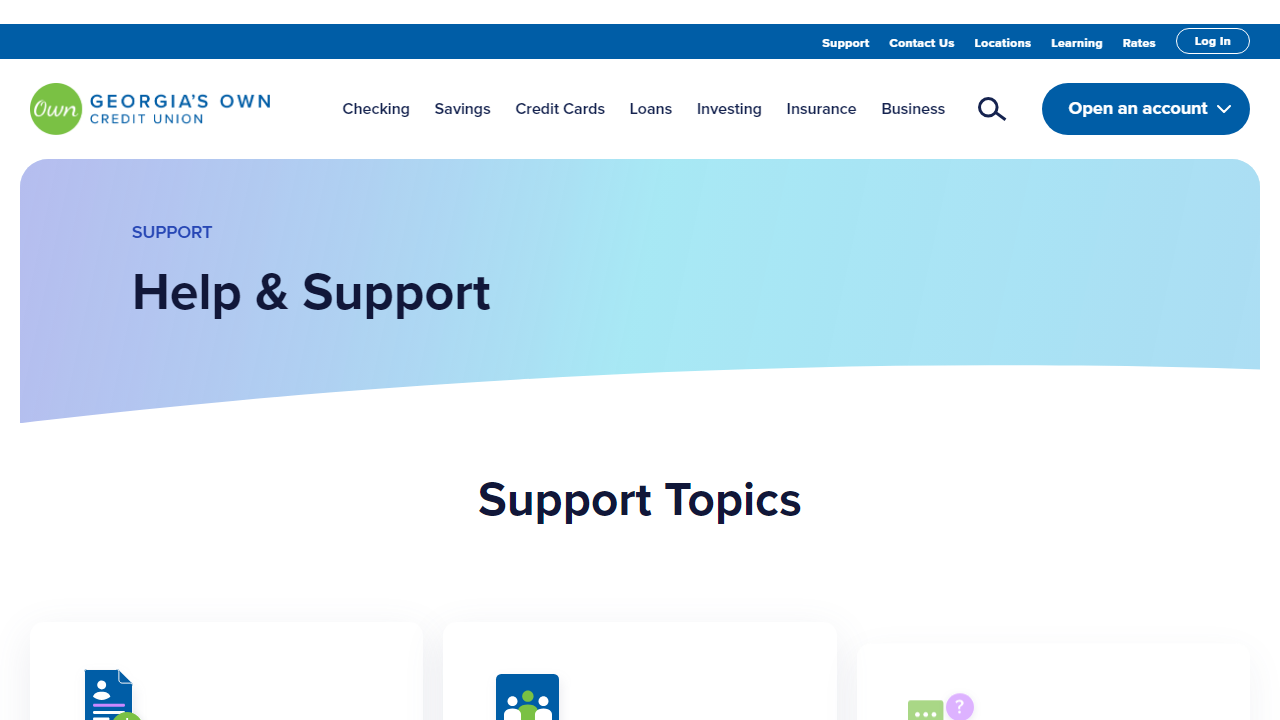 Support Contact Us Locations Learning Rates Log In
Own GEORGIA'S OWN
CREDIT UNION
Checking Savings Credit Cards Loans Investing Insurance Business Open an account
SUPPORT
Help & Support
Support Topics
?